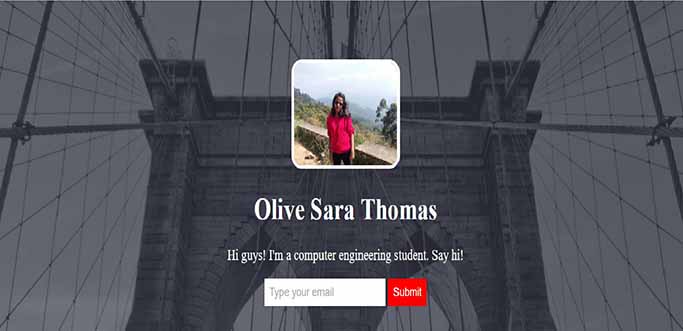 Olive Sara Thomas
Hi guys! I'm a computer engineering student. Say hi!
Type your email
Submit